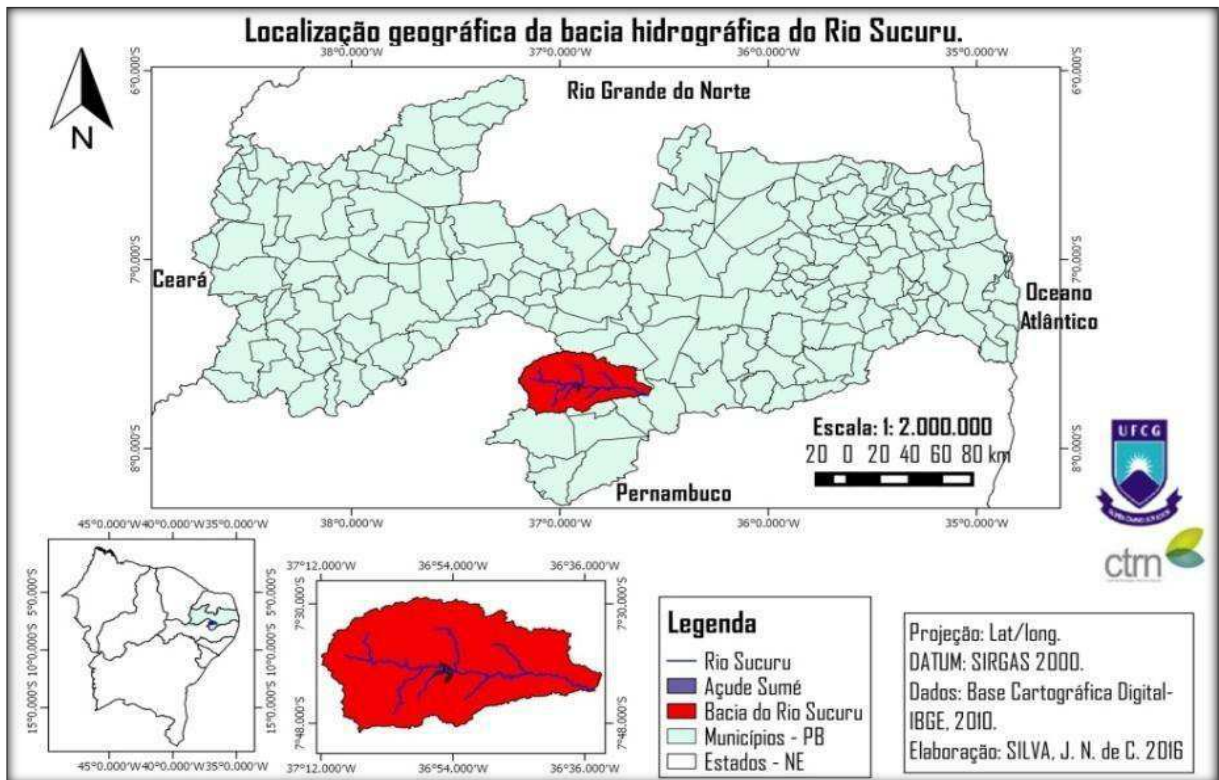 Localização geográfica da bacia hidrográfica do Rio Sucuru.
38°0.000'W 37°0.000'W 36°0.000'W 35°0.000'W
6°0.000'S 6°0.000'S
Rio Grande do Norte
N
7°0.000'S 7°0.000'S
Ceará
Oceano
Atlântico
Escala: 1: 2.000.000
20 0 20 40 60 80 km
8°0.000'S 8°0.000'S
Pernambuco
38°0.000'W 37°0.000'W 36°0.000'W 35°0.000'W
UFCG
ctrn
45°0.000'W 40°0.000'W 35°0.000'W
5°0.000'S 5°0.000'S
10°0.000'S 10°0.000'S
15°0.000'S 15°0.000'S
45°0.000'W 40°0.000'W 35°0.000'W
37°12.000'W 36°54.000'W 36°36.000'W
7°30.000'S 7°30.000'S
7°48.000'S 7°48.000'S
37°12.000'W 36°54.000'W 36°36.000'W
Legenda
Rio Sucuru
Açude Sumé
Bacia do Rio Sucuru
Municípios - PB
Estados - NE
Projeção: Lat/long.
DATUM: SIRGAS 2000.
Dados: Base Cartográfica Digital-
IBGE, 2010.
Elaboração: SILVA, J. N. de C. 2016